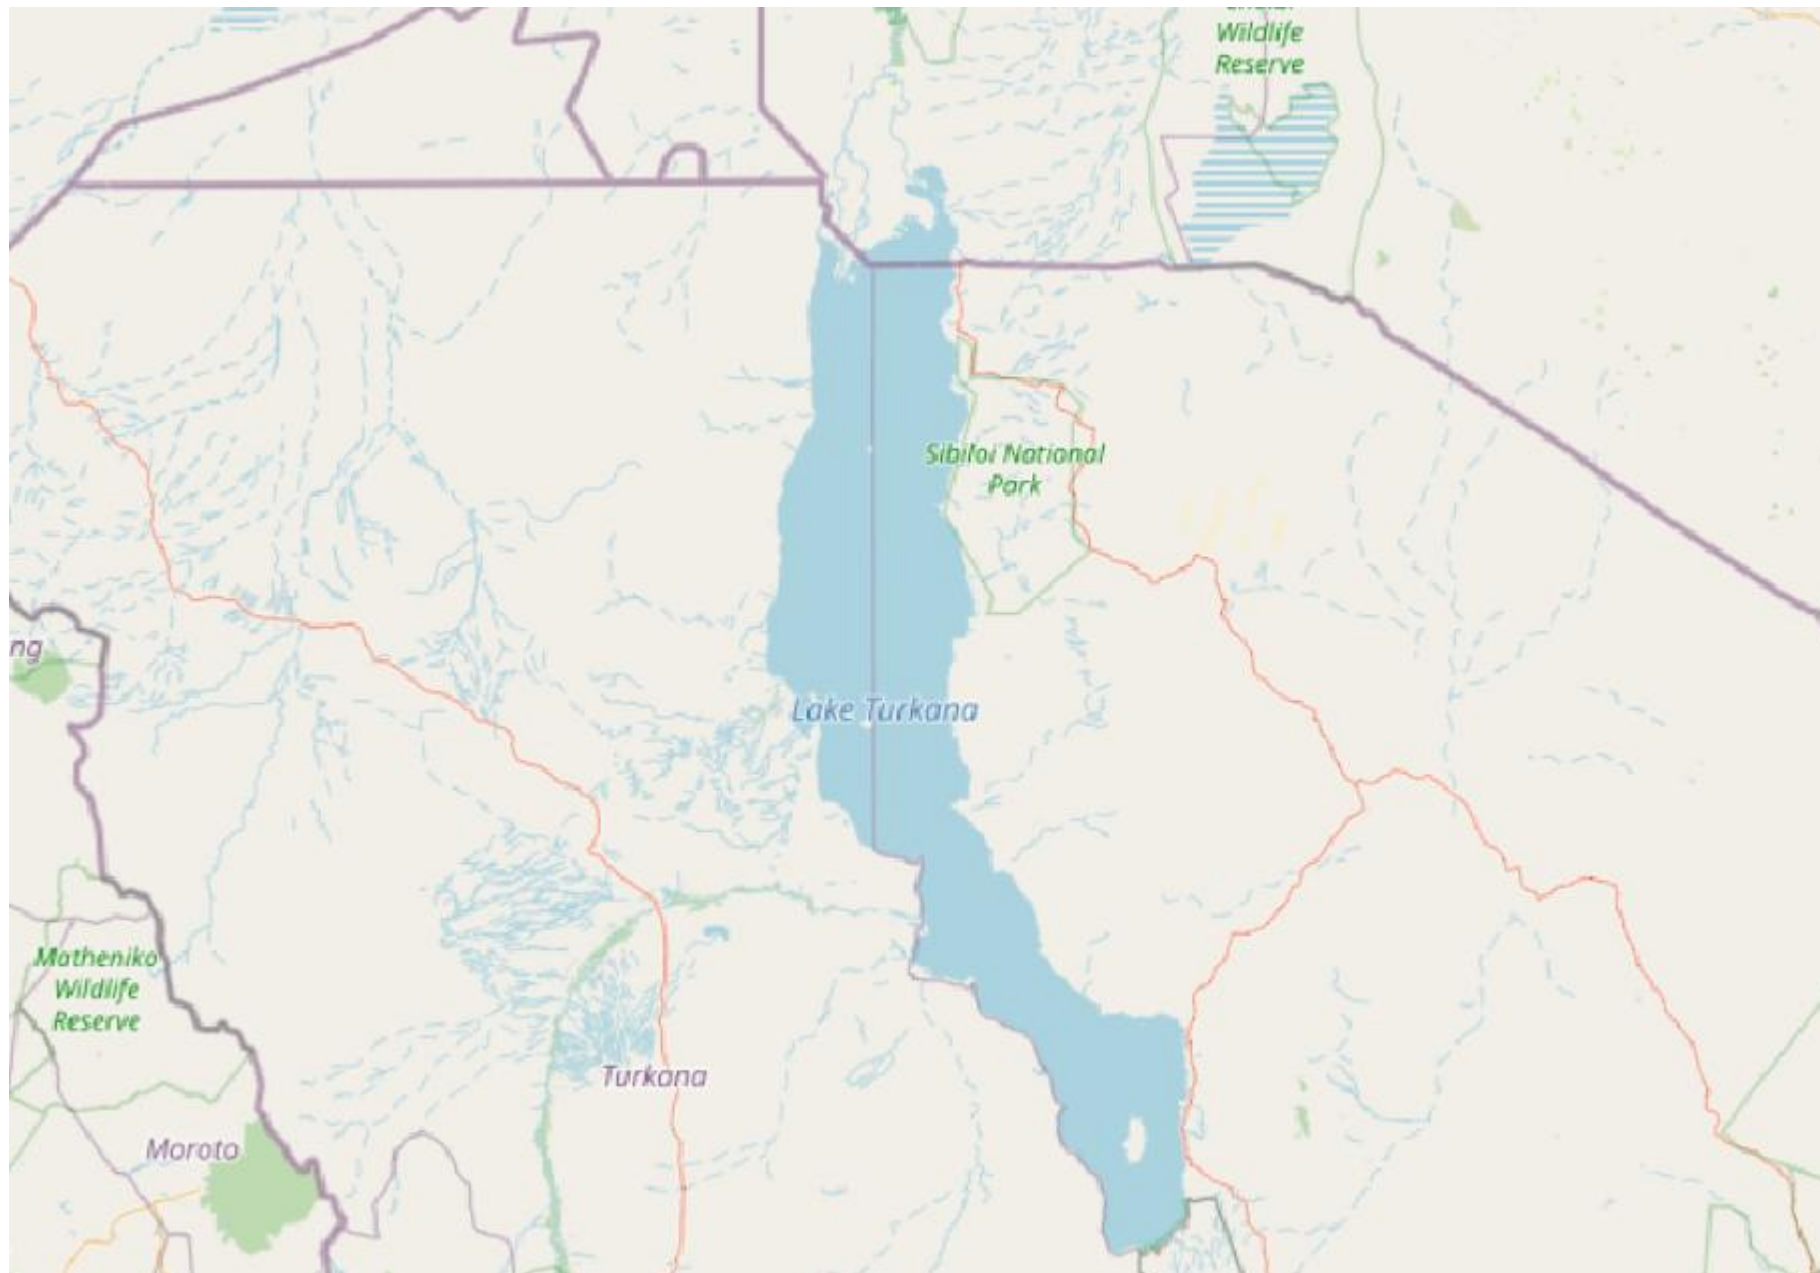 Wildlife
Reserve
Sibiloi National
Park
ng
Lake Turkana
Matheniko
Wildlife
Reserve
Turkana
Moroto